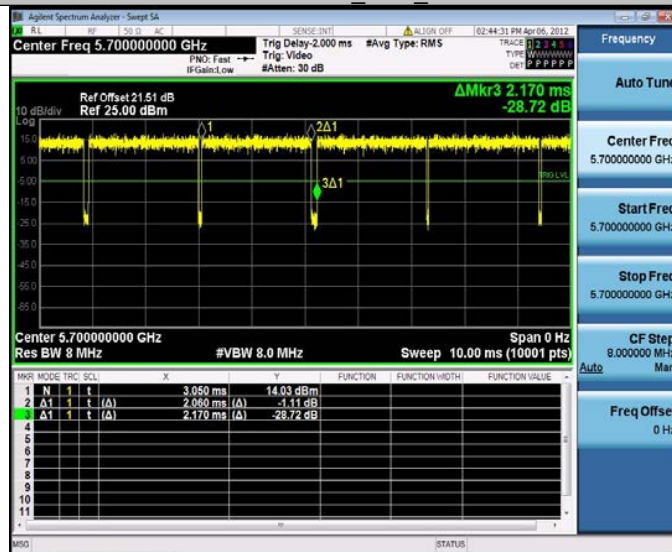 Agilent Spectrum Analyzer - Swept SA
RL RF 50 Ω AC SENSE:INT ALIGN OFF 02:44:31 PM Apr 06, 2012
Center Freq 5.700000000 GHz
PNO: Fast
IFGain:Low
Trig Delay-2.000 ms
Trig: Video
#Atten: 30 dB
#Avg Type: RMS
TRACE 1 2 3 4 5 6
TYPE
DET P P P P P P
Frequency
Auto Tune
Center Freq
5.700000000 GHz
Start Freq
5.700000000 GHz
Stop Freq
5.700000000 GHz
CF Step
8.000000 MHz
Auto Man
Freq Offset
0 Hz
Ref Offset 21.51 dB
10 dB/div Ref 25.00 dBm
Log
ΔMkr3 2.170 ms
-28.72 dB
15.0
5.00
-5.00
-15.0
-25.0
-35.0
-45.0
-55.0
-65.0
1
2Δ1
3Δ1
TRIG LVL
Center 5.700000000 GHz Span 0 Hz
Res BW 8 MHz #VBW 8.0 MHz Sweep 10.00 ms (10001 pts)
MKR MODE TRC SCL X Y FUNCTION FUNCTION WIDTH FUNCTION VALUE
1 N 1 t 3.050 ms 14.03 dBm
2 Δ1 1 t (Δ) 2.060 ms (Δ) -1.11 dB
3 Δ1 1 t (Δ) 2.170 ms (Δ) -28.72 dB
4
5
6
7
8
9
10
11
MSG STATUS